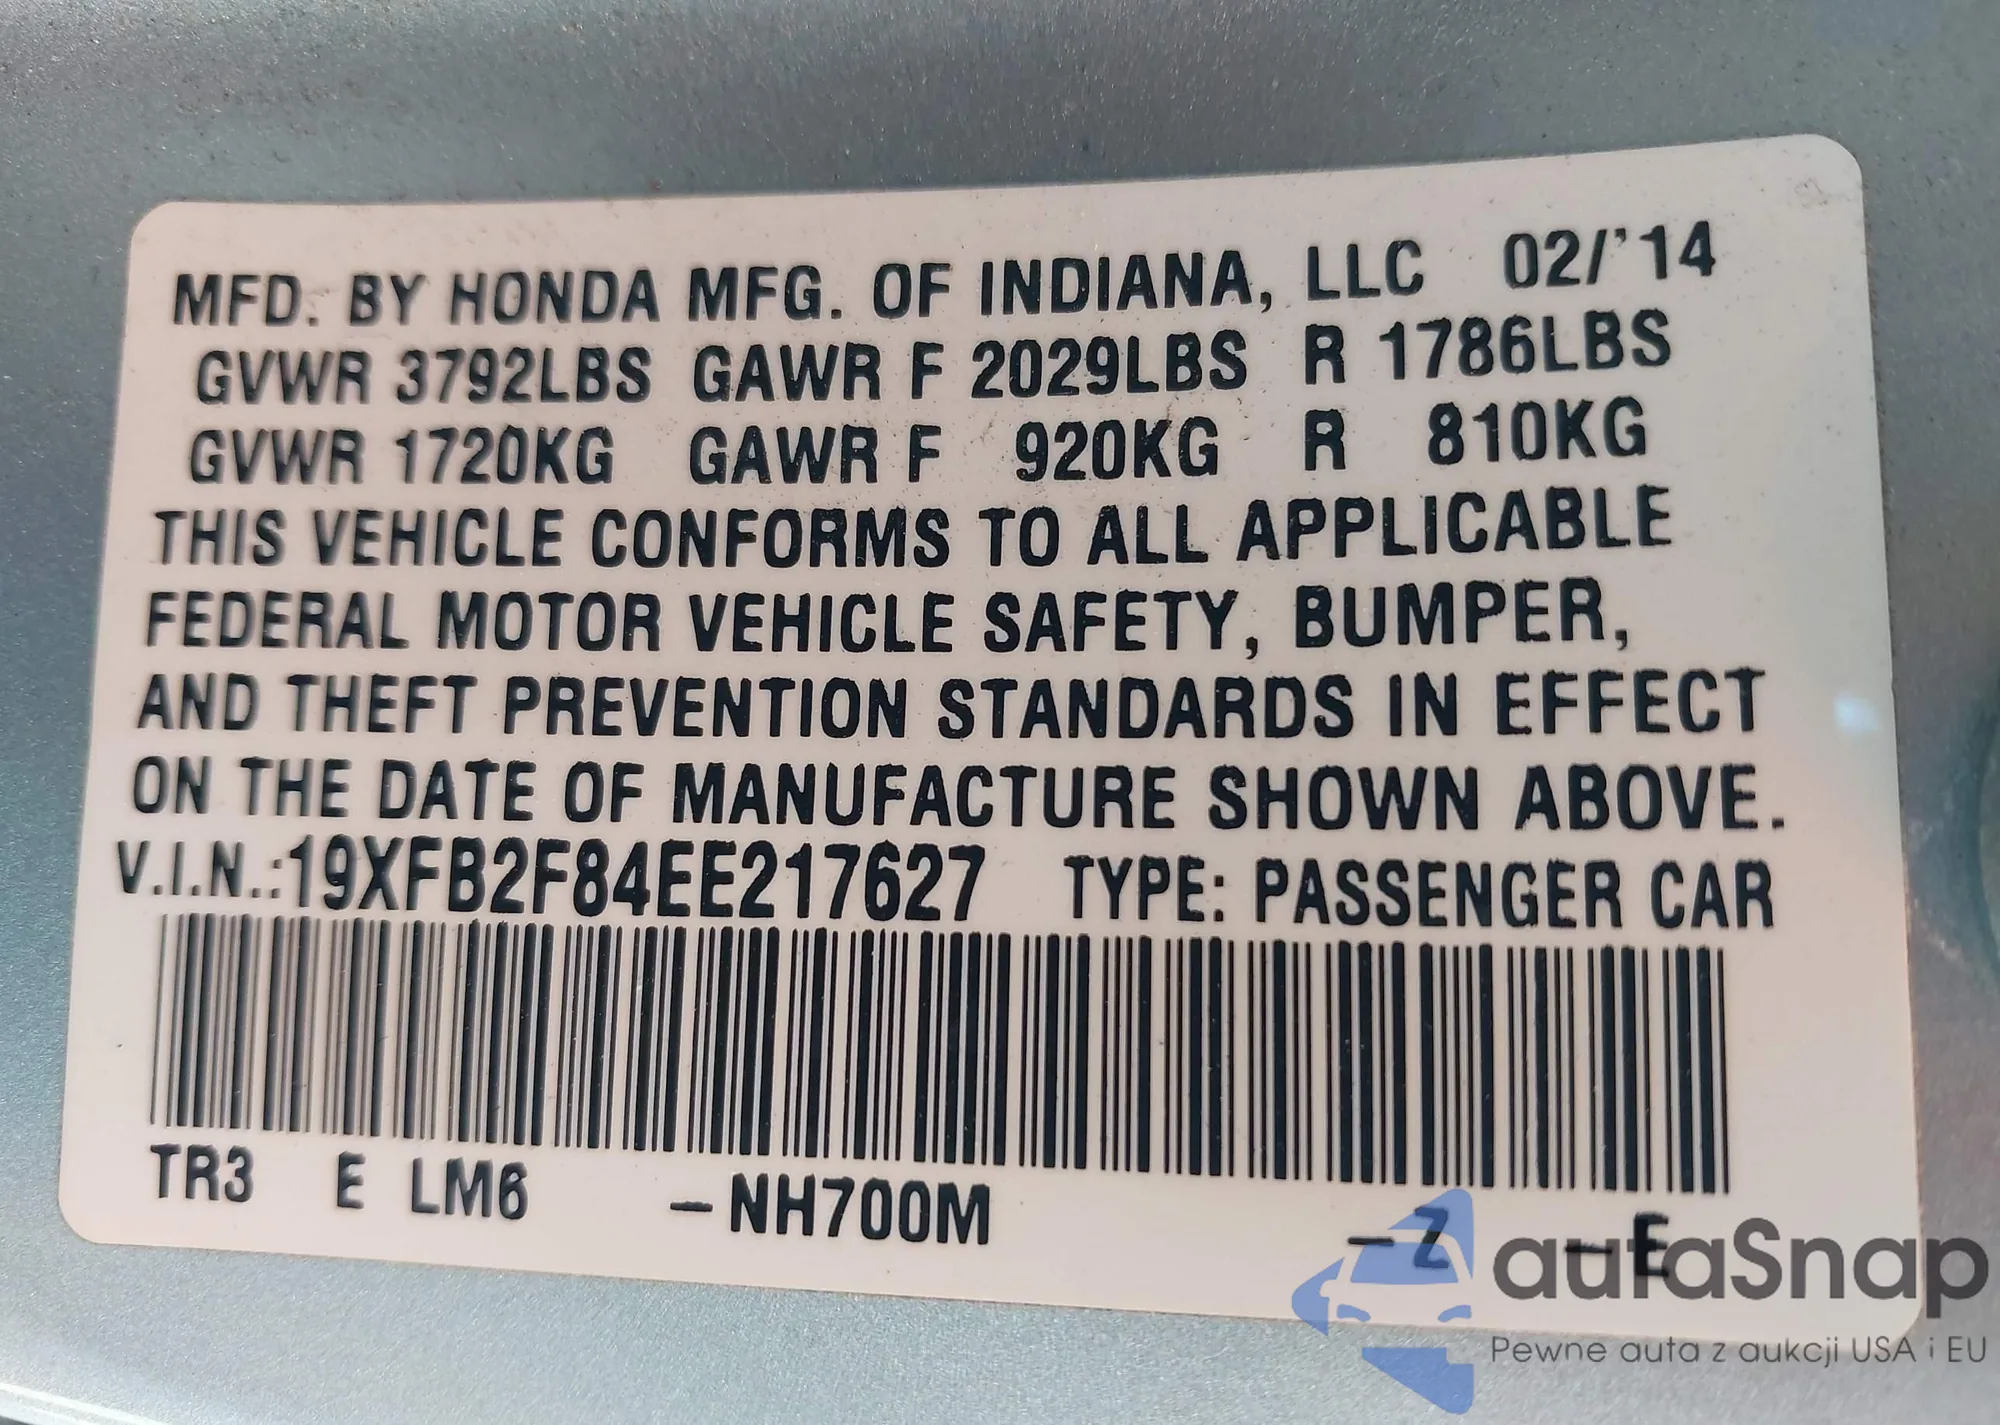 MFD. BY HONDA MFG. OF INDIANA, LLC 02/'14
GVWR 3792LBS GAWR F 2029LBS R 1786LBS
GVWR 1720KG GAWR F 920KG R 810KG
THIS VEHICLE CONFORMS TO ALL APPLICABLE
FEDERAL MOTOR VEHICLE SAFETY, BUMPER,
AND THEFT PREVENTION STANDARDS IN EFFECT
ON THE DATE OF MANUFACTURE SHOWN ABOVE.
V.I.N.:19XFB2F84EE217627 TYPE: PASSENGER CAR
TR3 E LM6 –NH700M –Z –E
autaSnap
Pewne auta z aukcji USA i EU